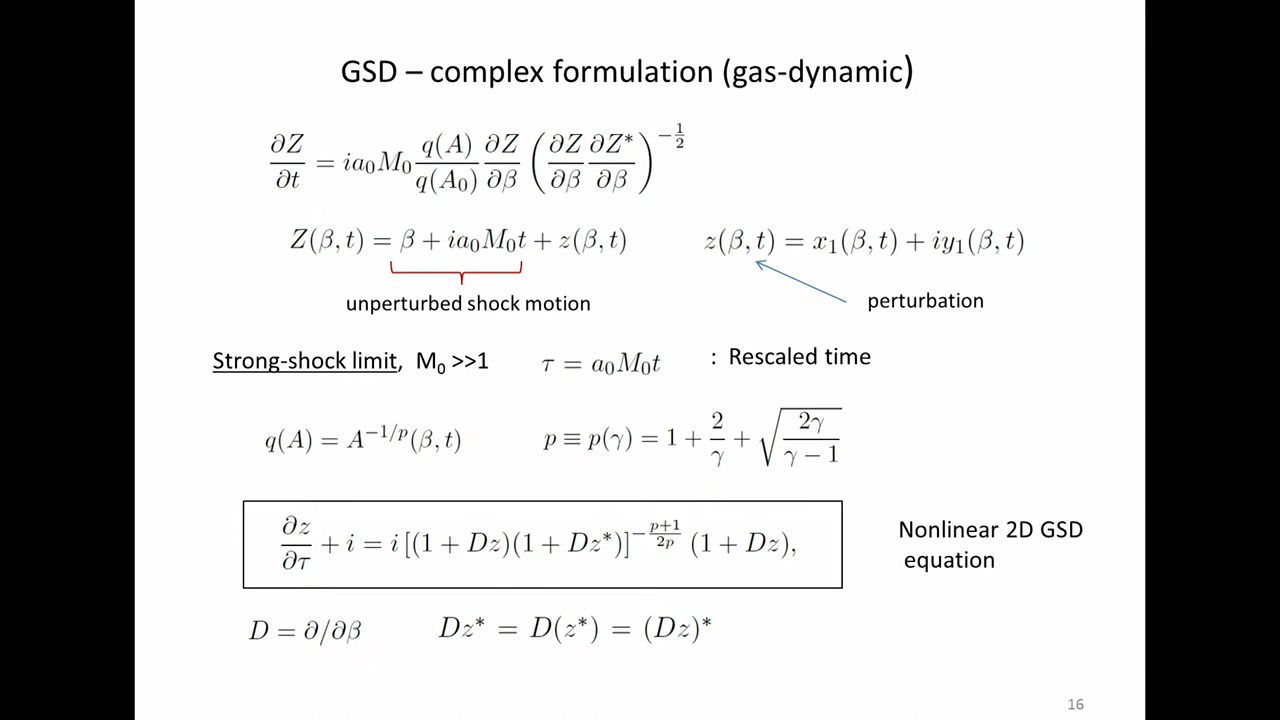 GSD – complex formulation (gas-dynamic)
∂Z/∂t = ia₀M₀ q(A)/q(A₀) ∂Z/∂β (∂Z/∂β ∂Z*/∂β)^(−1/2)
Z(β, t) = β + ia₀M₀t + z(β, t) z(β, t) = x₁(β, t) + iy₁(β, t)
unperturbed shock motion perturbation
Strong-shock limit, M₀ >>1 τ = a₀M₀t : Rescaled time
q(A) = A^(−1/p)(β, t) p ≡ p(γ) = 1 + 2/γ + √(2γ/(γ − 1))
∂z/∂τ + i = i [(1 + Dz)(1 + Dz*)]^(−(p+1)/(2p)) (1 + Dz),
Nonlinear 2D GSD
equation
D = ∂/∂β Dz* = D(z*) = (Dz)*
16